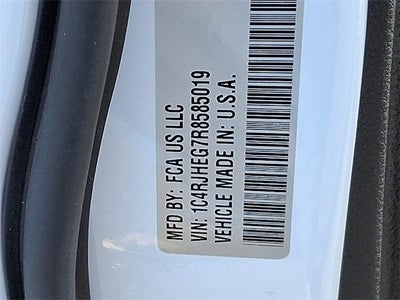 MFD BY: FCA US LLC
VIN: 1C4RJHEG7R8585019
VEHICLE MADE IN: U.S.A.